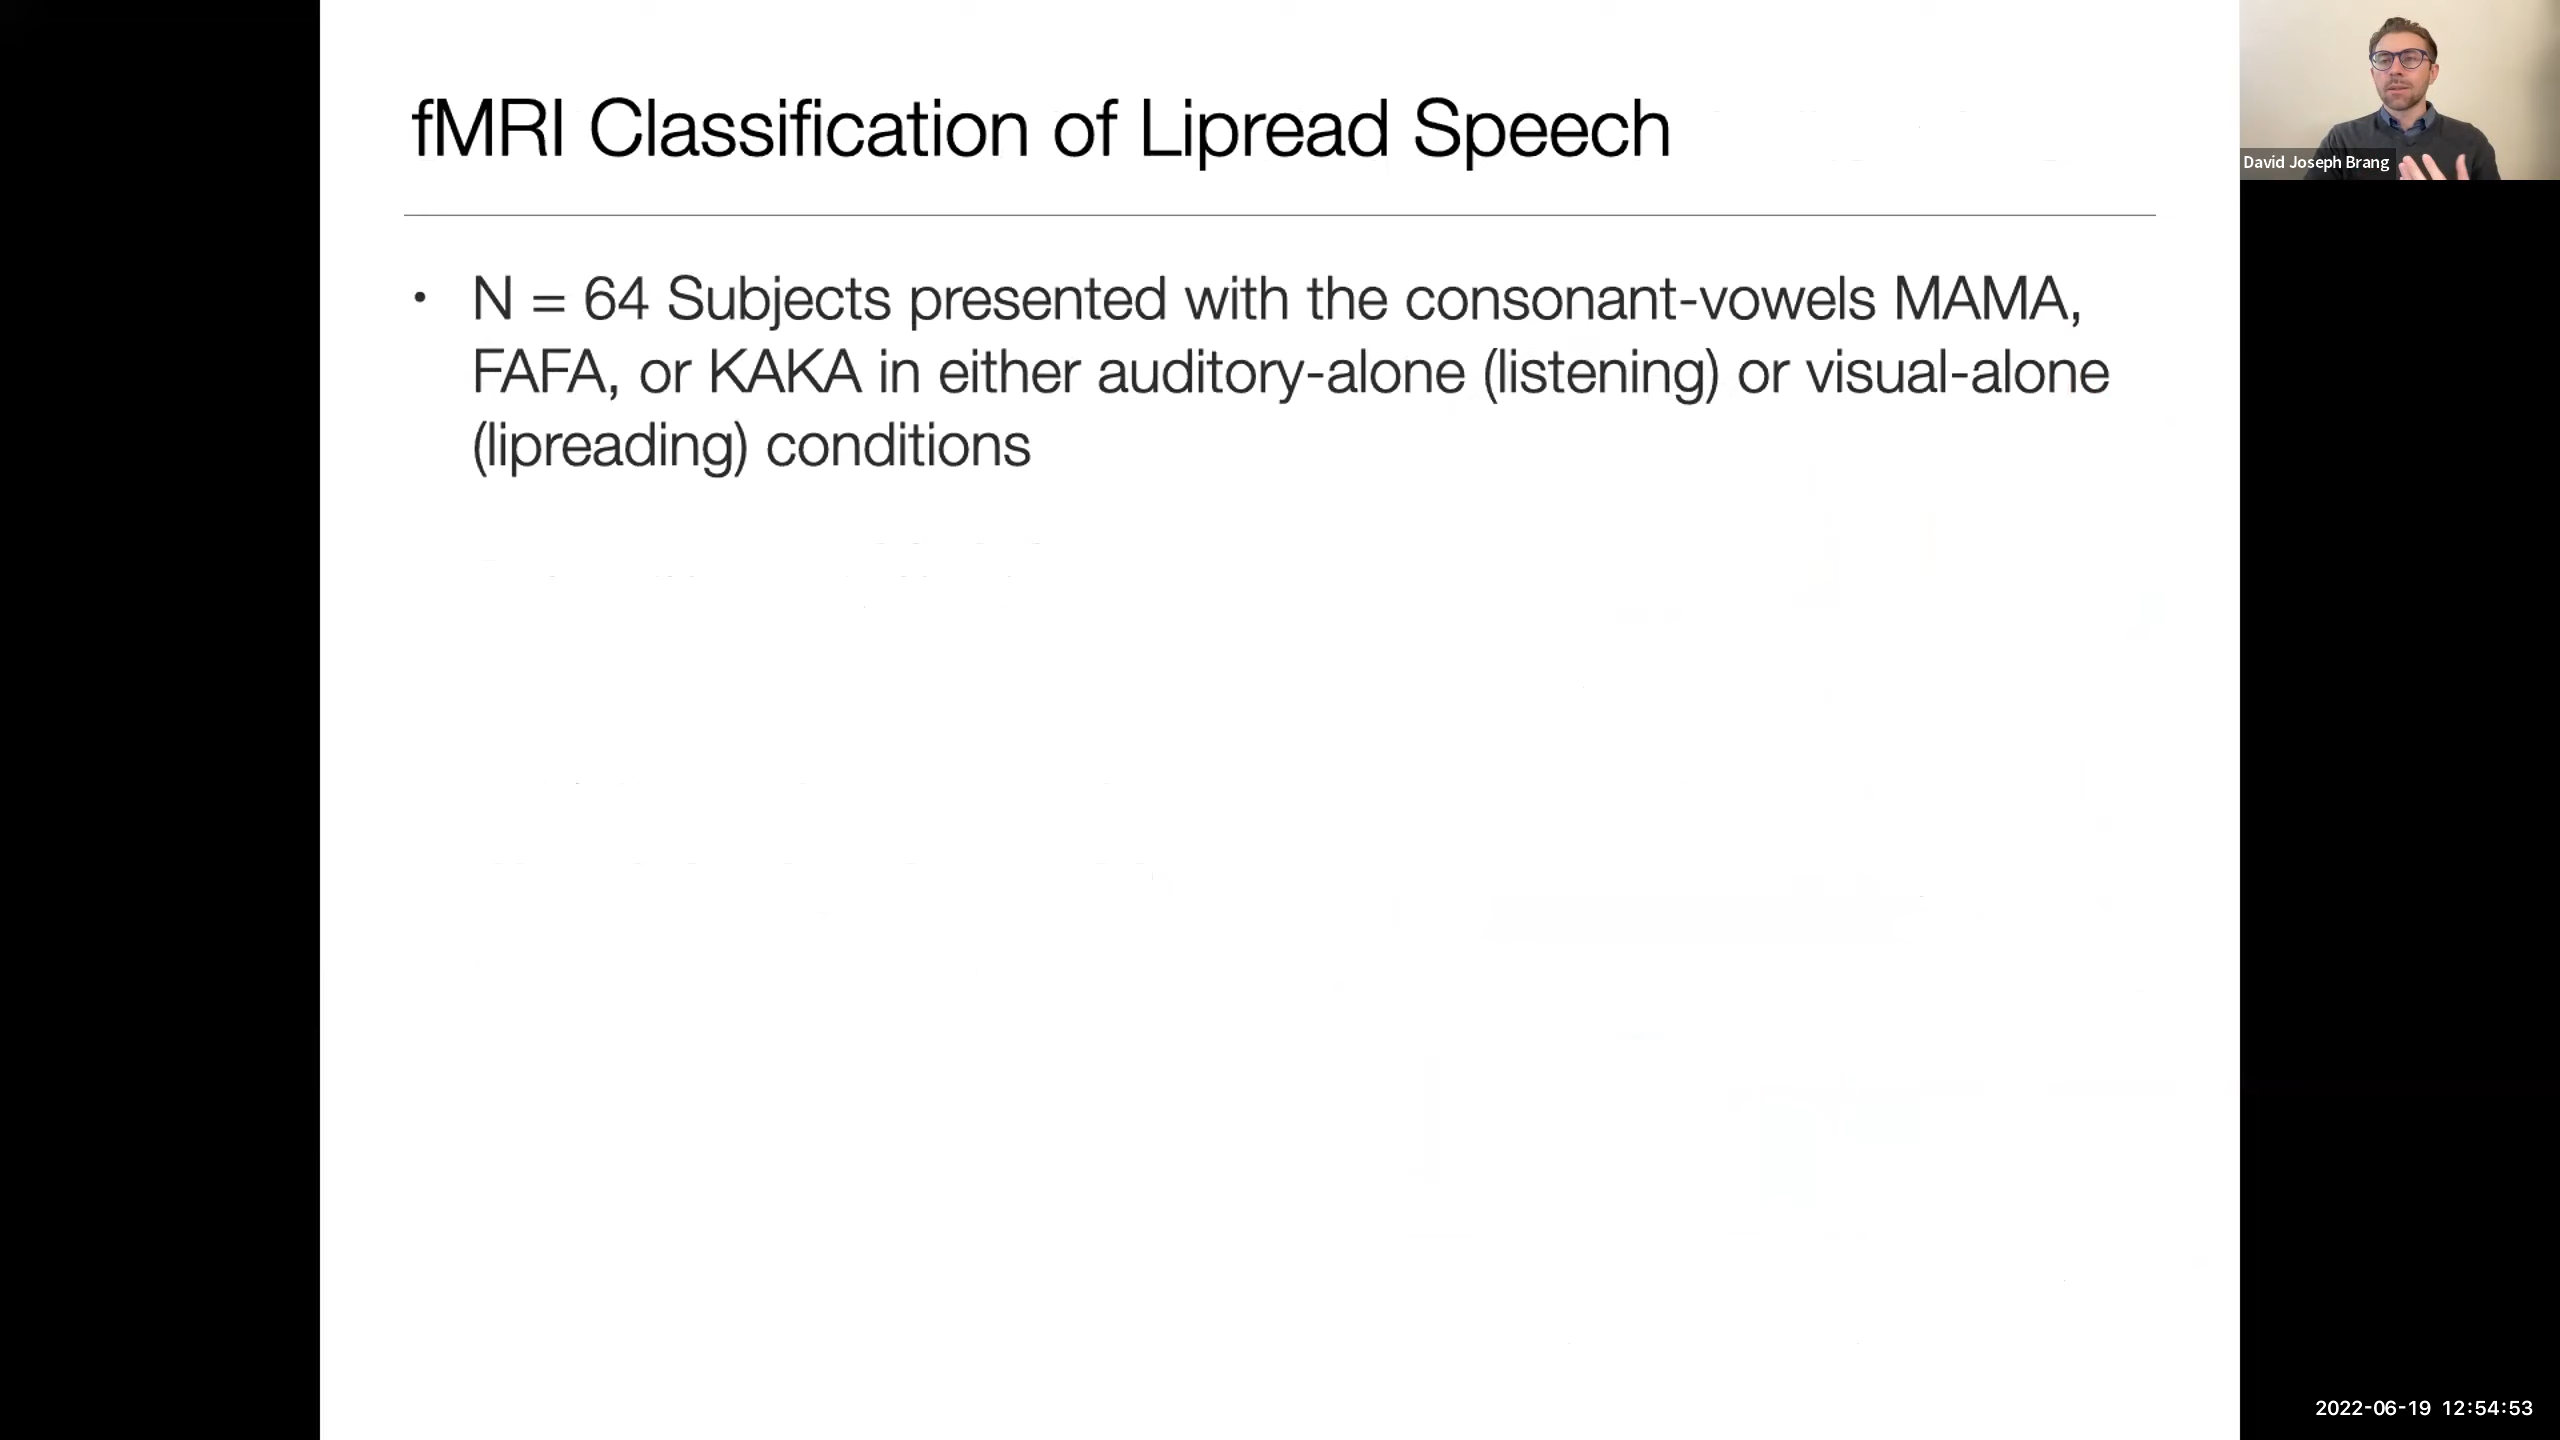 fMRI Classification of Lipread Speech
David Joseph Brang
• N = 64 Subjects presented with the consonant-vowels MAMA,
FAFA, or KAKA in either auditory-alone (listening) or visual-alone
(lipreading) conditions
2022-06-19 12:54:53